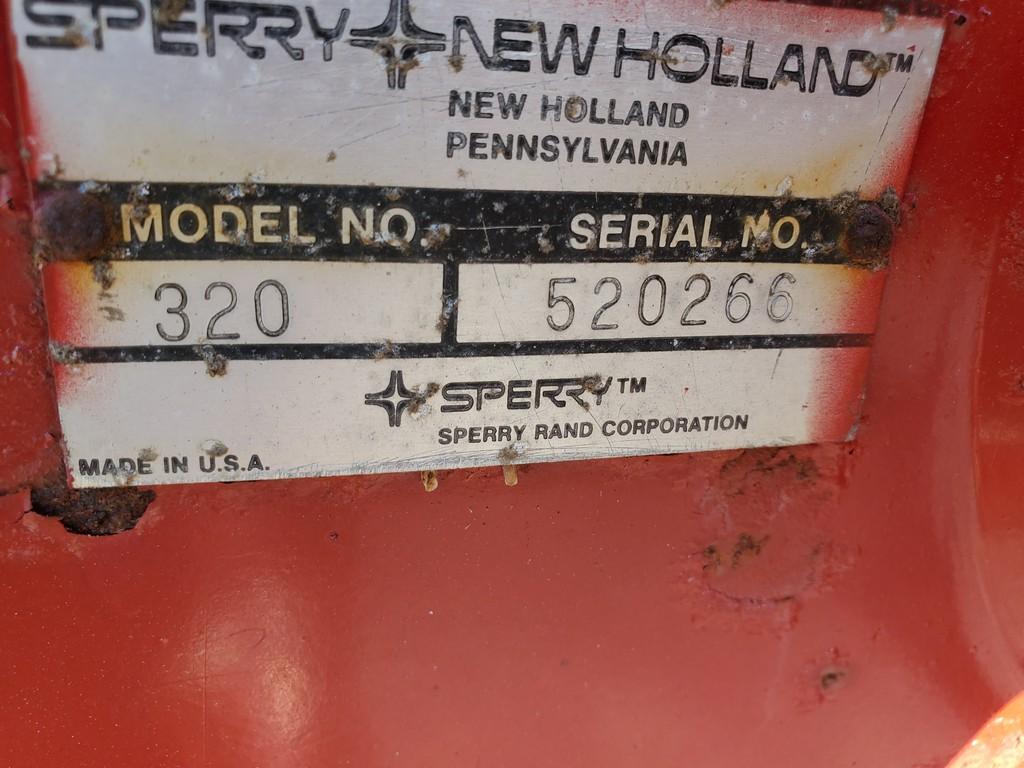 SPERRY NEW HOLLAND™
NEW HOLLAND
PENNSYLVANIA
MODEL NO. SERIAL NO.
320 520266
SPERRY™
SPERRY RAND CORPORATION
MADE IN U.S.A.